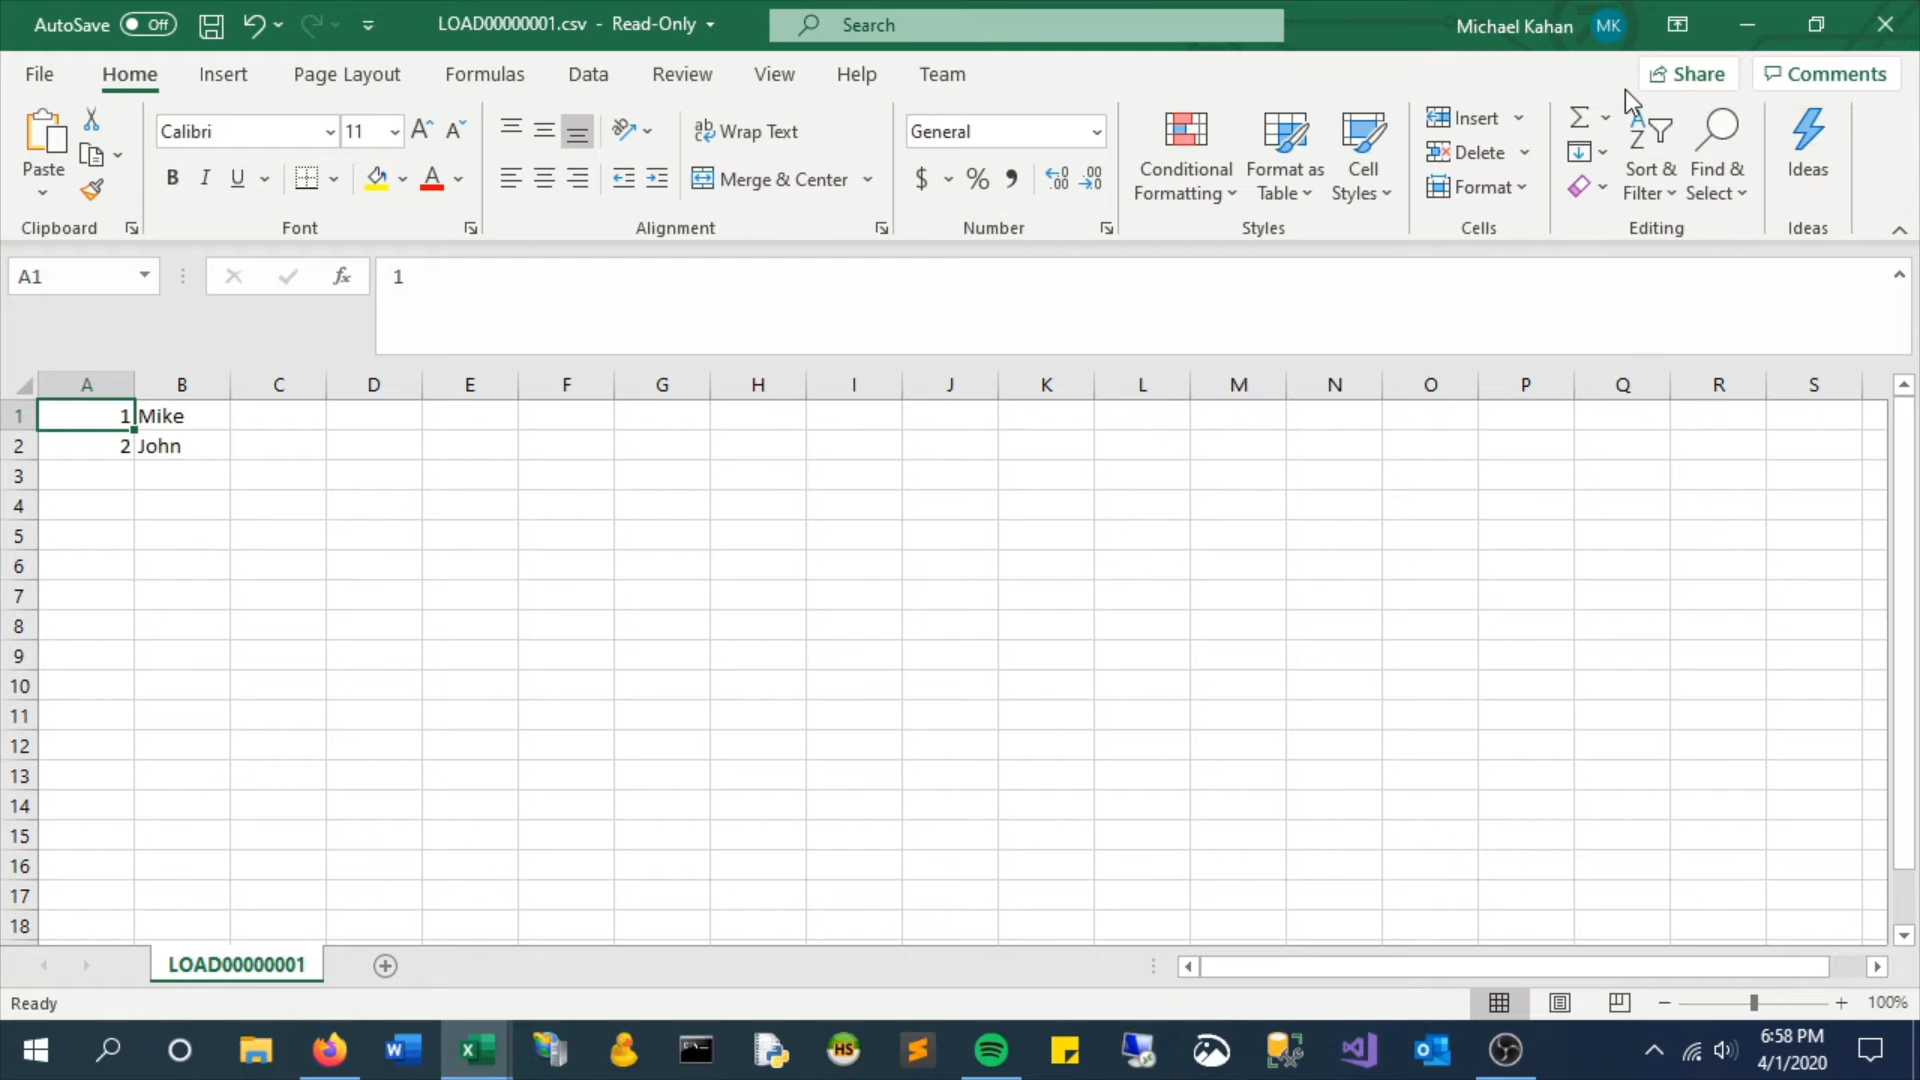 AutoSave Off LOAD00000001.csv - Read-Only Search Michael Kahan MK
File Home Insert Page Layout Formulas Data Review View Help Team Share Comments
Paste
Calibri 11
Wrap Text
General
Conditional Formatting
Format as Table
Cell Styles
Insert
Delete
Format
Sort & Filter
Find & Select
Ideas
B I U A
Merge & Center
$ % 9
Clipboard Font Alignment Number Styles Cells Editing Ideas
A1 fx 1
A B C D E F G H I J K L M N O P Q R S
1 1 Mike
2 2 John
3
4
5
6
7
8
9
10
11
12
13
14
15
16
17
18
LOAD00000001
Ready 100%
6:58 PM
4/1/2020